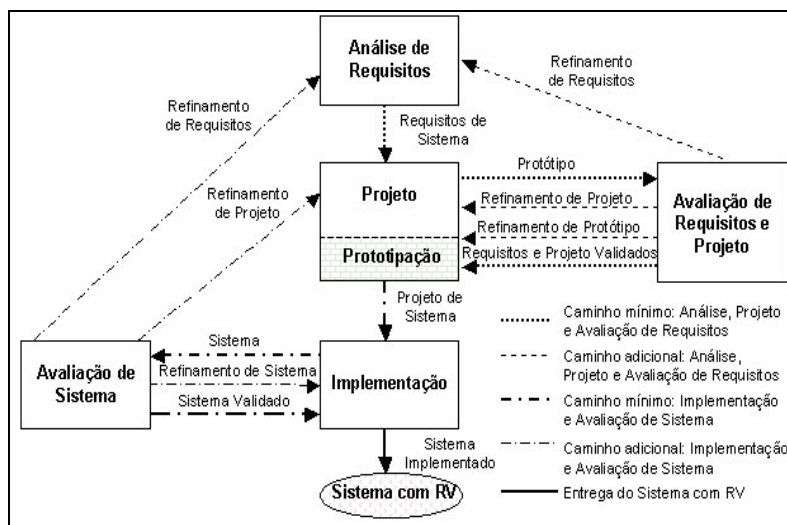 Análise de
Requisitos
Refinamento
de Requisitos
Refinamento
de Requisitos
Requisitos de
Sistema
Refinamento
de Projeto
Projeto
Protótipo
Refinamento de Projeto
Refinamento de Protótipo
Requisitos e Projeto Validados
Avaliação de
Requisitos e
Projeto
Prototipação
Projeto de
Sistema
Sistema
Refinamento de Sistema
Sistema Validado
Avaliação de
Sistema
Implementação
Sistema
Implementado
Sistema com RV
Caminho mínimo: Análise, Projeto
e Avaliação de Requisitos
Caminho adicional: Análise,
Projeto e Avaliação de Requisitos
Caminho mínimo: Implementação
e Avaliação de Sistema
Caminho adicional: Implementação
e Avaliação de Sistema
Entrega do Sistema com RV